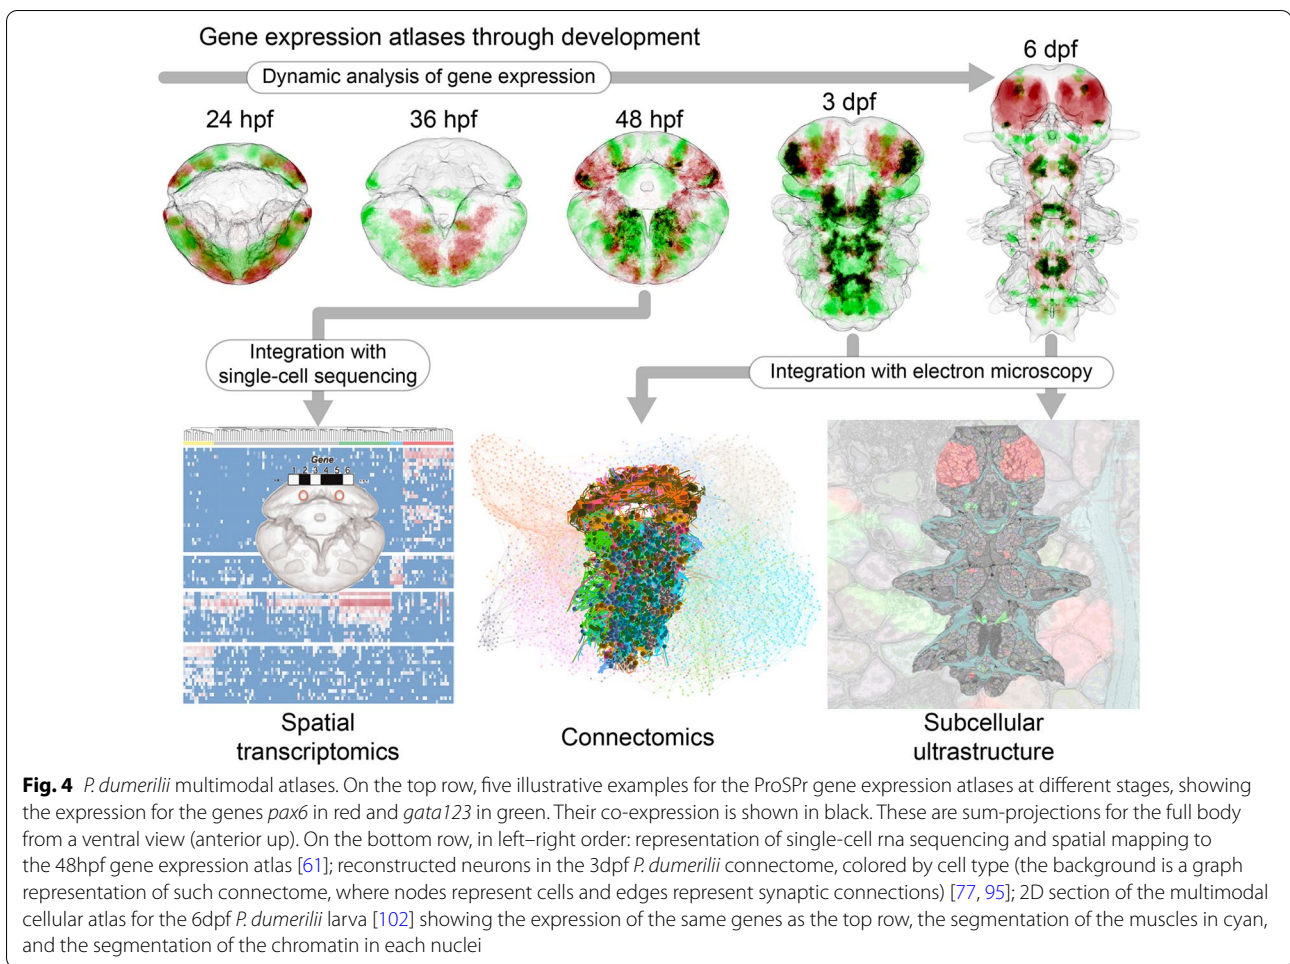 Gene expression atlases through development
6 dpf
Dynamic analysis of gene expression
3 dpf
24 hpf
36 hpf
48 hpf
Integration with
single-cell sequencing
Integration with electron microscopy
Gene
1 2 3 4 5 6
Spatial
transcriptomics
Connectomics
Subcellular
ultrastructure
Fig. 4 P. dumerilii multimodal atlases. On the top row, five illustrative examples for the ProSPr gene expression atlases at different stages, showing
the expression for the genes pax6 in red and gata123 in green. Their co-expression is shown in black. These are sum-projections for the full body
from a ventral view (anterior up). On the bottom row, in left–right order: representation of single-cell rna sequencing and spatial mapping to
the 48hpf gene expression atlas [61]; reconstructed neurons in the 3dpf P. dumerilii connectome, colored by cell type (the background is a graph
representation of such connectome, where nodes represent cells and edges represent synaptic connections) [77, 95]; 2D section of the multimodal
cellular atlas for the 6dpf P. dumerilii larva [102] showing the expression of the same genes as the top row, the segmentation of the muscles in cyan,
and the segmentation of the chromatin in each nuclei